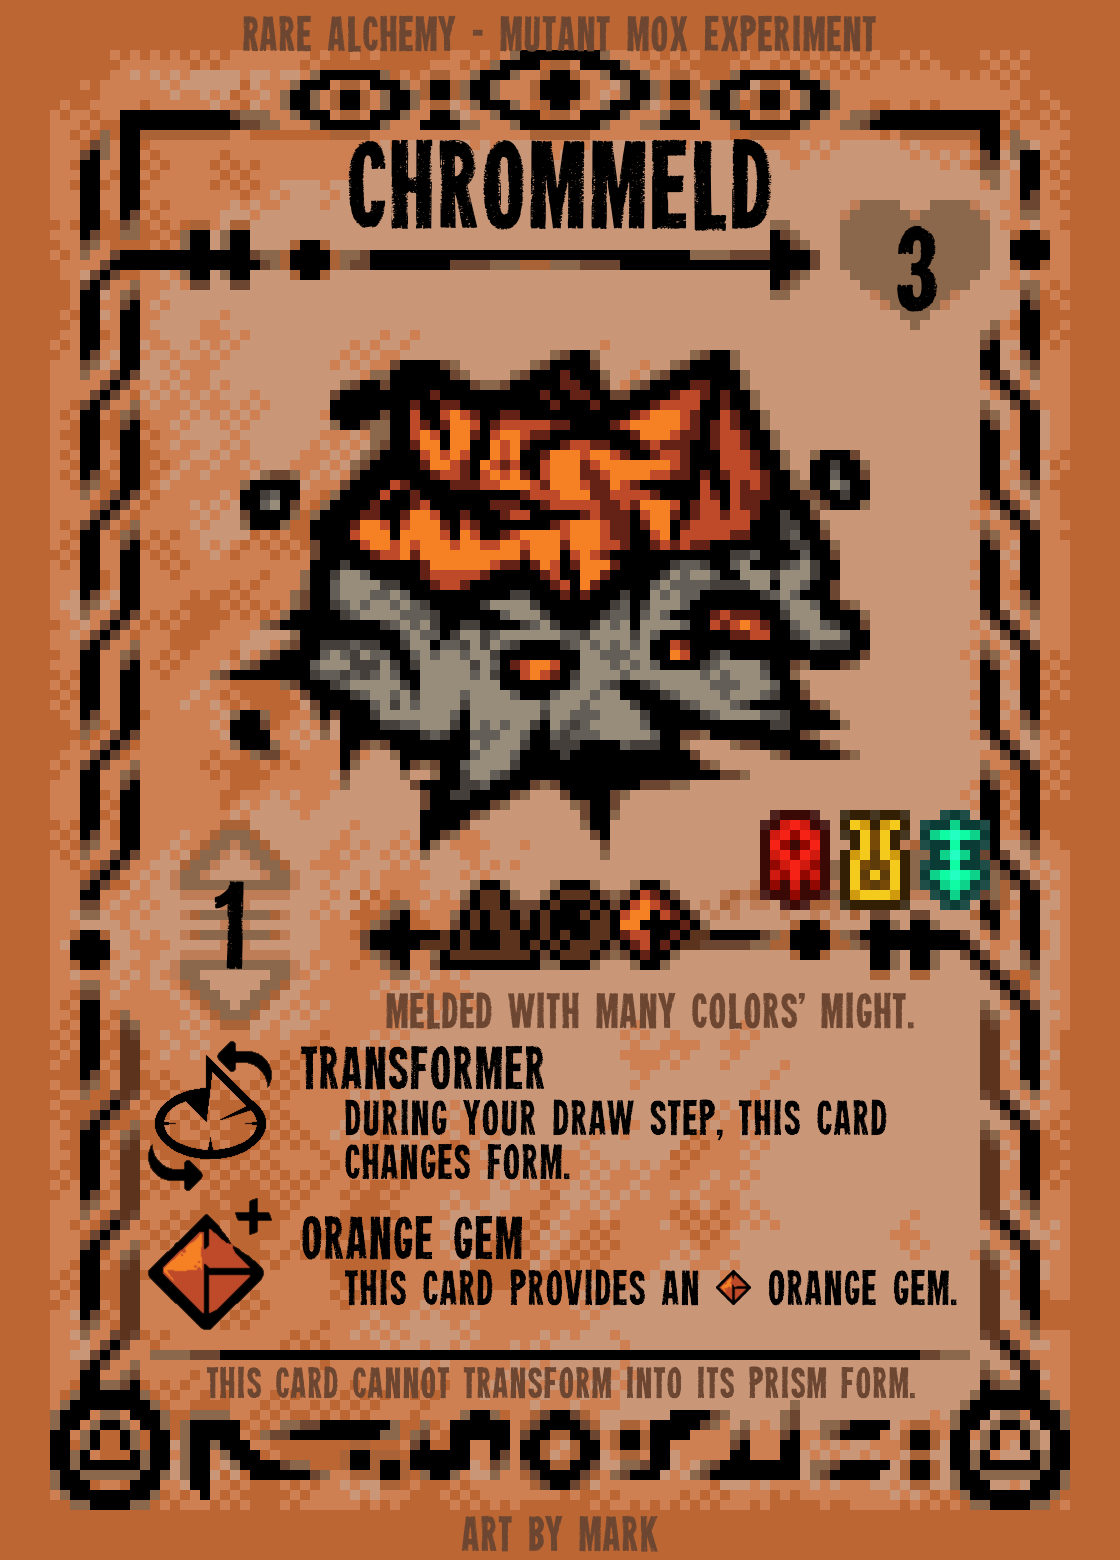 RARE ALCHEMY - MUTANT MOX EXPERIMENT
CHROMMELD
3
1
MELDED WITH MANY COLORS' MIGHT.
TRANSFORMER
DURING YOUR DRAW STEP, THIS CARD
CHANGES FORM.
ORANGE GEM
THIS CARD PROVIDES AN ORANGE GEM.
THIS CARD CANNOT TRANSFORM INTO ITS PRISM FORM.
ART BY MARK